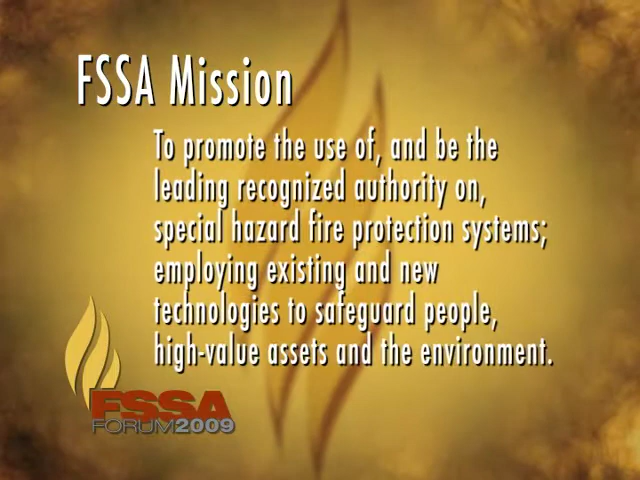 FSSA Mission
To promote the use of, and be the
leading recognized authority on,
special hazard fire protection systems;
employing existing and new
technologies to safeguard people,
high-value assets and the environment.
FSSA
FORUM2009